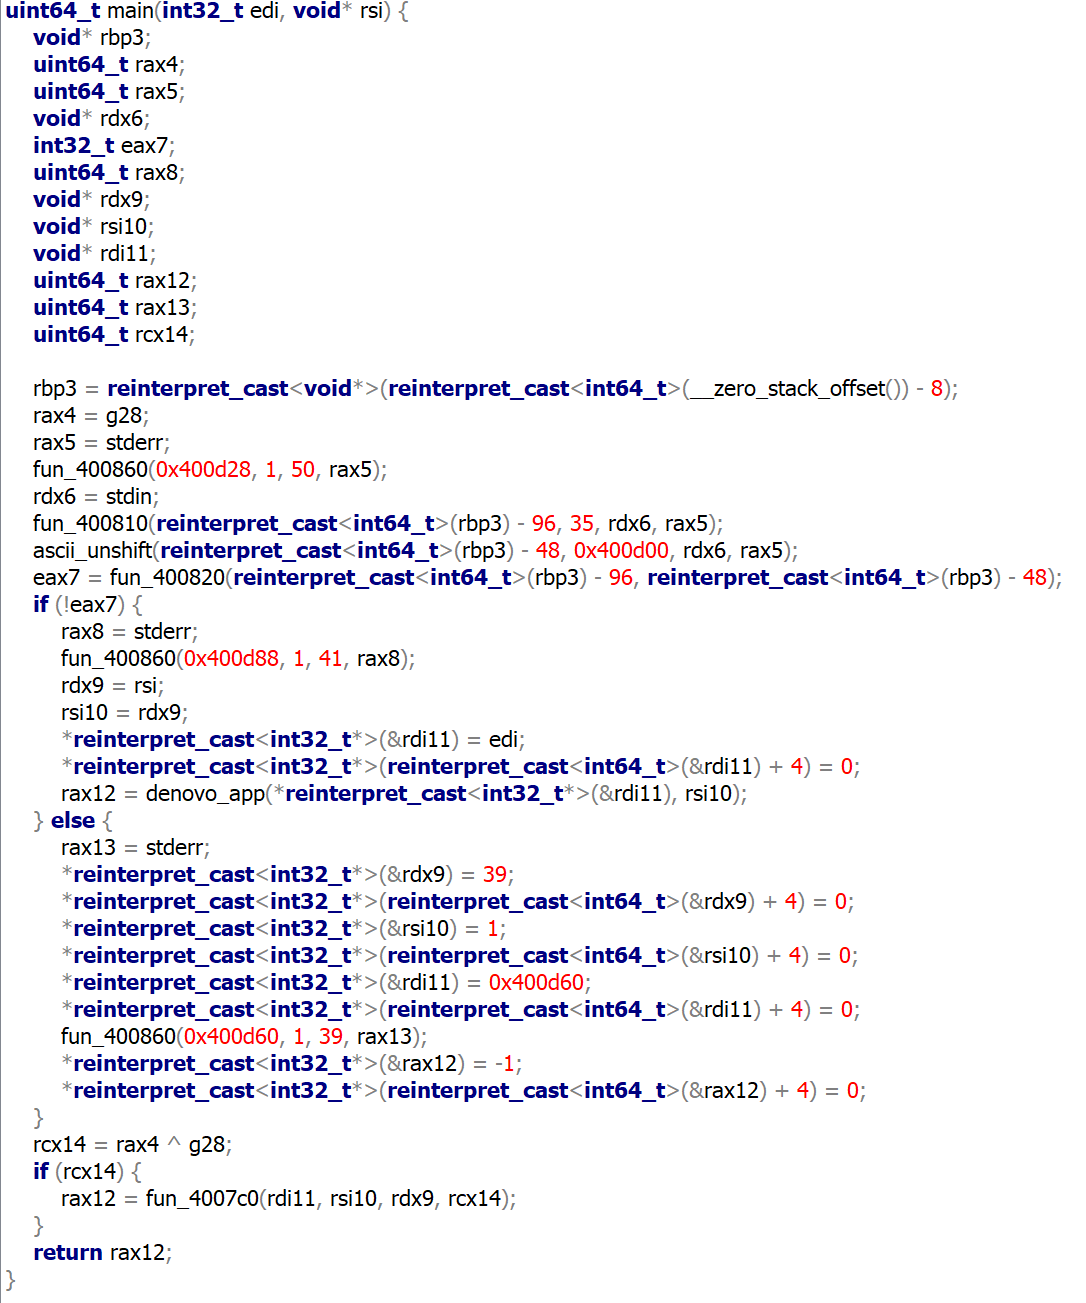 uint64_t main(int32_t edi, void* rsi) {
void* rbp3;
uint64_t rax4;
uint64_t rax5;
void* rdx6;
int32_t eax7;
uint64_t rax8;
void* rdx9;
void* rsi10;
void* rdi11;
uint64_t rax12;
uint64_t rax13;
uint64_t rcx14;
rbp3 = reinterpret_cast<void*>(reinterpret_cast<int64_t>(__zero_stack_offset()) - 8);
rax4 = g28;
rax5 = stderr;
fun_400860(0x400d28, 1, 50, rax5);
rdx6 = stdin;
fun_400810(reinterpret_cast<int64_t>(rbp3) - 96, 35, rdx6, rax5);
ascii_unshift(reinterpret_cast<int64_t>(rbp3) - 48, 0x400d00, rdx6, rax5);
eax7 = fun_400820(reinterpret_cast<int64_t>(rbp3) - 96, reinterpret_cast<int64_t>(rbp3) - 48);
if (!eax7) {
rax8 = stderr;
fun_400860(0x400d88, 1, 41, rax8);
rdx9 = rsi;
rsi10 = rdx9;
*reinterpret_cast<int32_t*>(&rdi11) = edi;
*reinterpret_cast<int32_t*>(reinterpret_cast<int64_t>(&rdi11) + 4) = 0;
rax12 = denovo_app(*reinterpret_cast<int32_t*>(&rdi11), rsi10);
} else {
rax13 = stderr;
*reinterpret_cast<int32_t*>(&rdx9) = 39;
*reinterpret_cast<int32_t*>(reinterpret_cast<int64_t>(&rdx9) + 4) = 0;
*reinterpret_cast<int32_t*>(&rsi10) = 1;
*reinterpret_cast<int32_t*>(reinterpret_cast<int64_t>(&rsi10) + 4) = 0;
*reinterpret_cast<int32_t*>(&rdi11) = 0x400d60;
*reinterpret_cast<int32_t*>(reinterpret_cast<int64_t>(&rdi11) + 4) = 0;
fun_400860(0x400d60, 1, 39, rax13);
*reinterpret_cast<int32_t*>(&rax12) = -1;
*reinterpret_cast<int32_t*>(reinterpret_cast<int64_t>(&rax12) + 4) = 0;
}
rcx14 = rax4 ^ g28;
if (rcx14) {
rax12 = fun_4007c0(rdi11, rsi10, rdx9, rcx14);
}
return rax12;
}